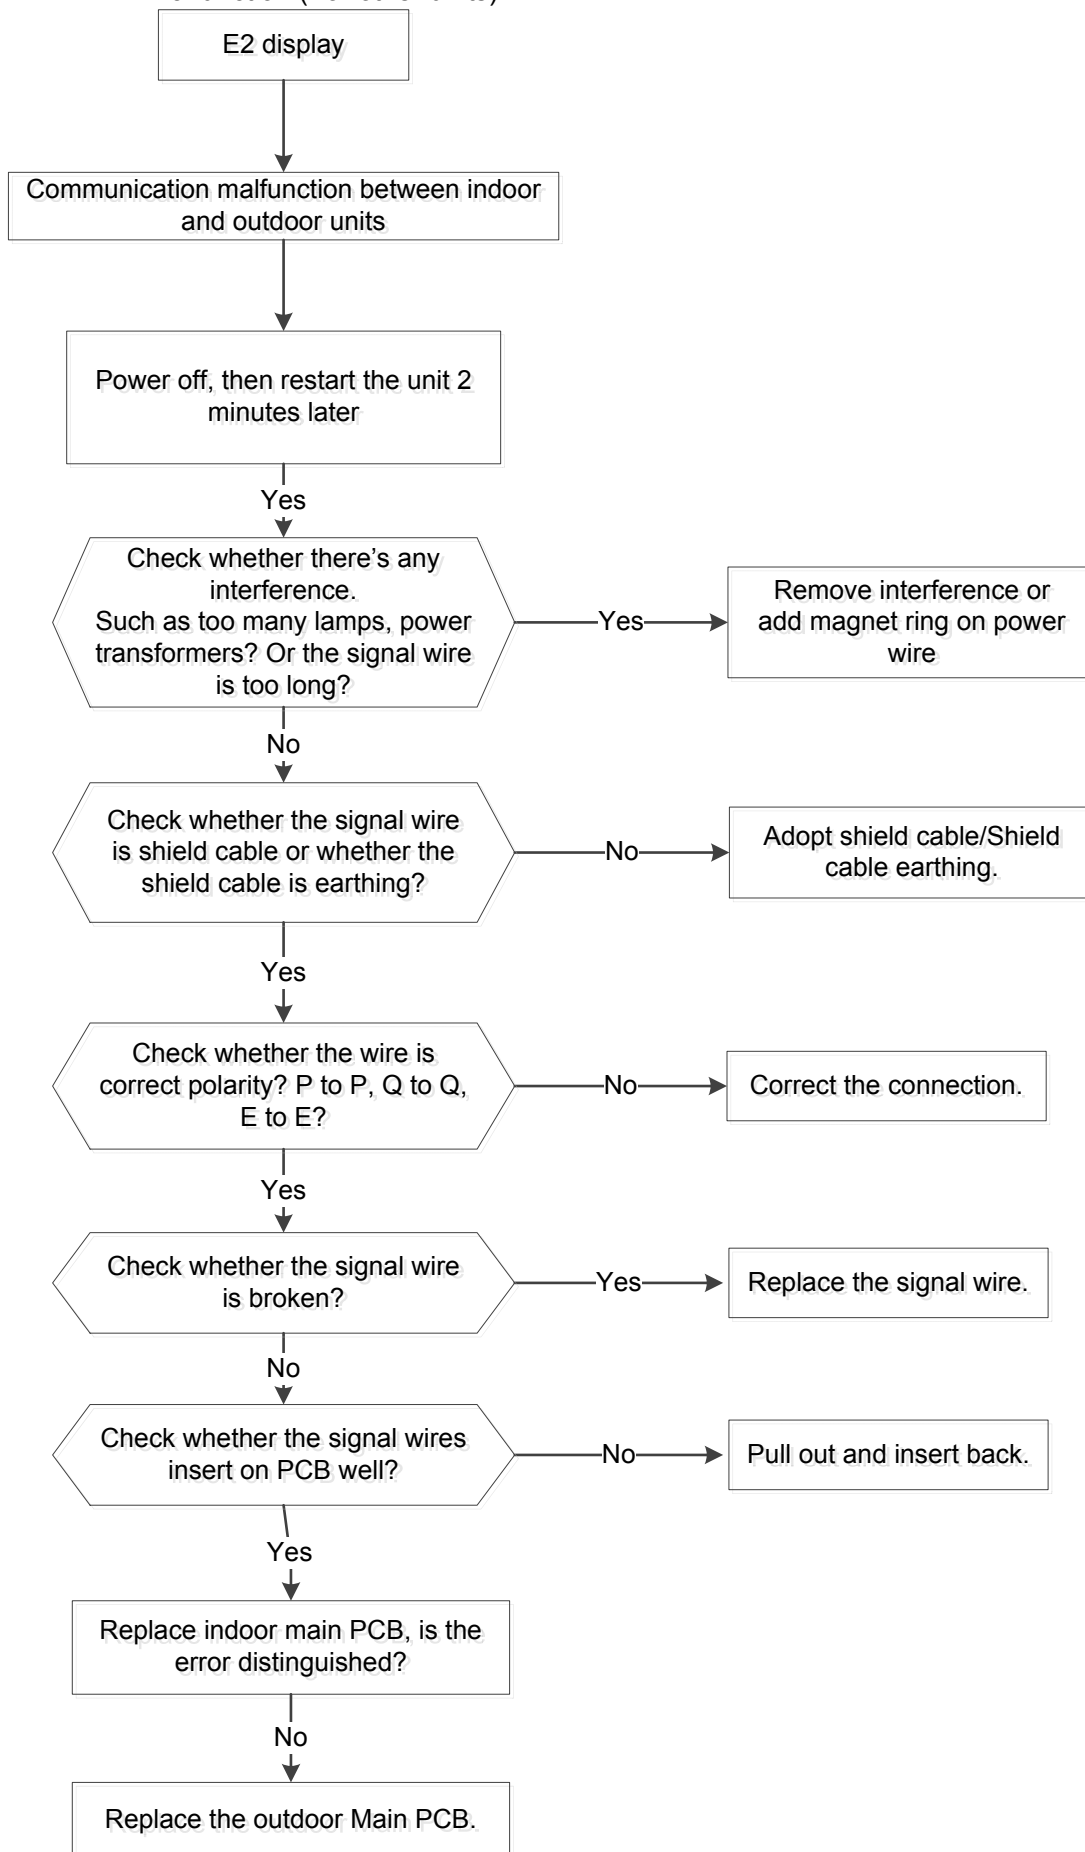 E2 display
Communication malfunction between indoor
and outdoor units
Power off, then restart the unit 2
minutes later
Yes
Check whether there's any
interference.
Such as too many lamps, power
transformers? Or the signal wire
is too long?
Yes
Remove interference or
add magnet ring on power
wire
No
Check whether the signal wire
is shield cable or whether the
shield cable is earthing?
No
Adopt shield cable/Shield
cable earthing.
Yes
Check whether the wire is
correct polarity? P to P, Q to Q,
E to E?
No
Correct the connection.
Yes
Check whether the signal wire
is broken?
Yes
Replace the signal wire.
No
Check whether the signal wires
insert on PCB well?
No
Pull out and insert back.
Yes
Replace indoor main PCB, is the
error distinguished?
No
Replace the outdoor Main PCB.